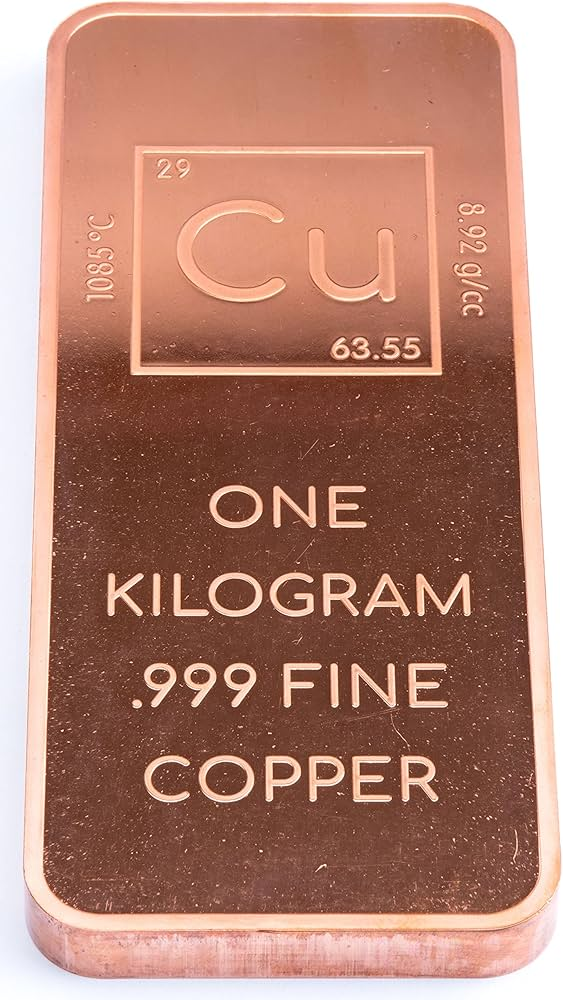 29
Cu
63.55
1085°C
8.92 g/cc
ONE
KILOGRAM
.999 FINE
COPPER